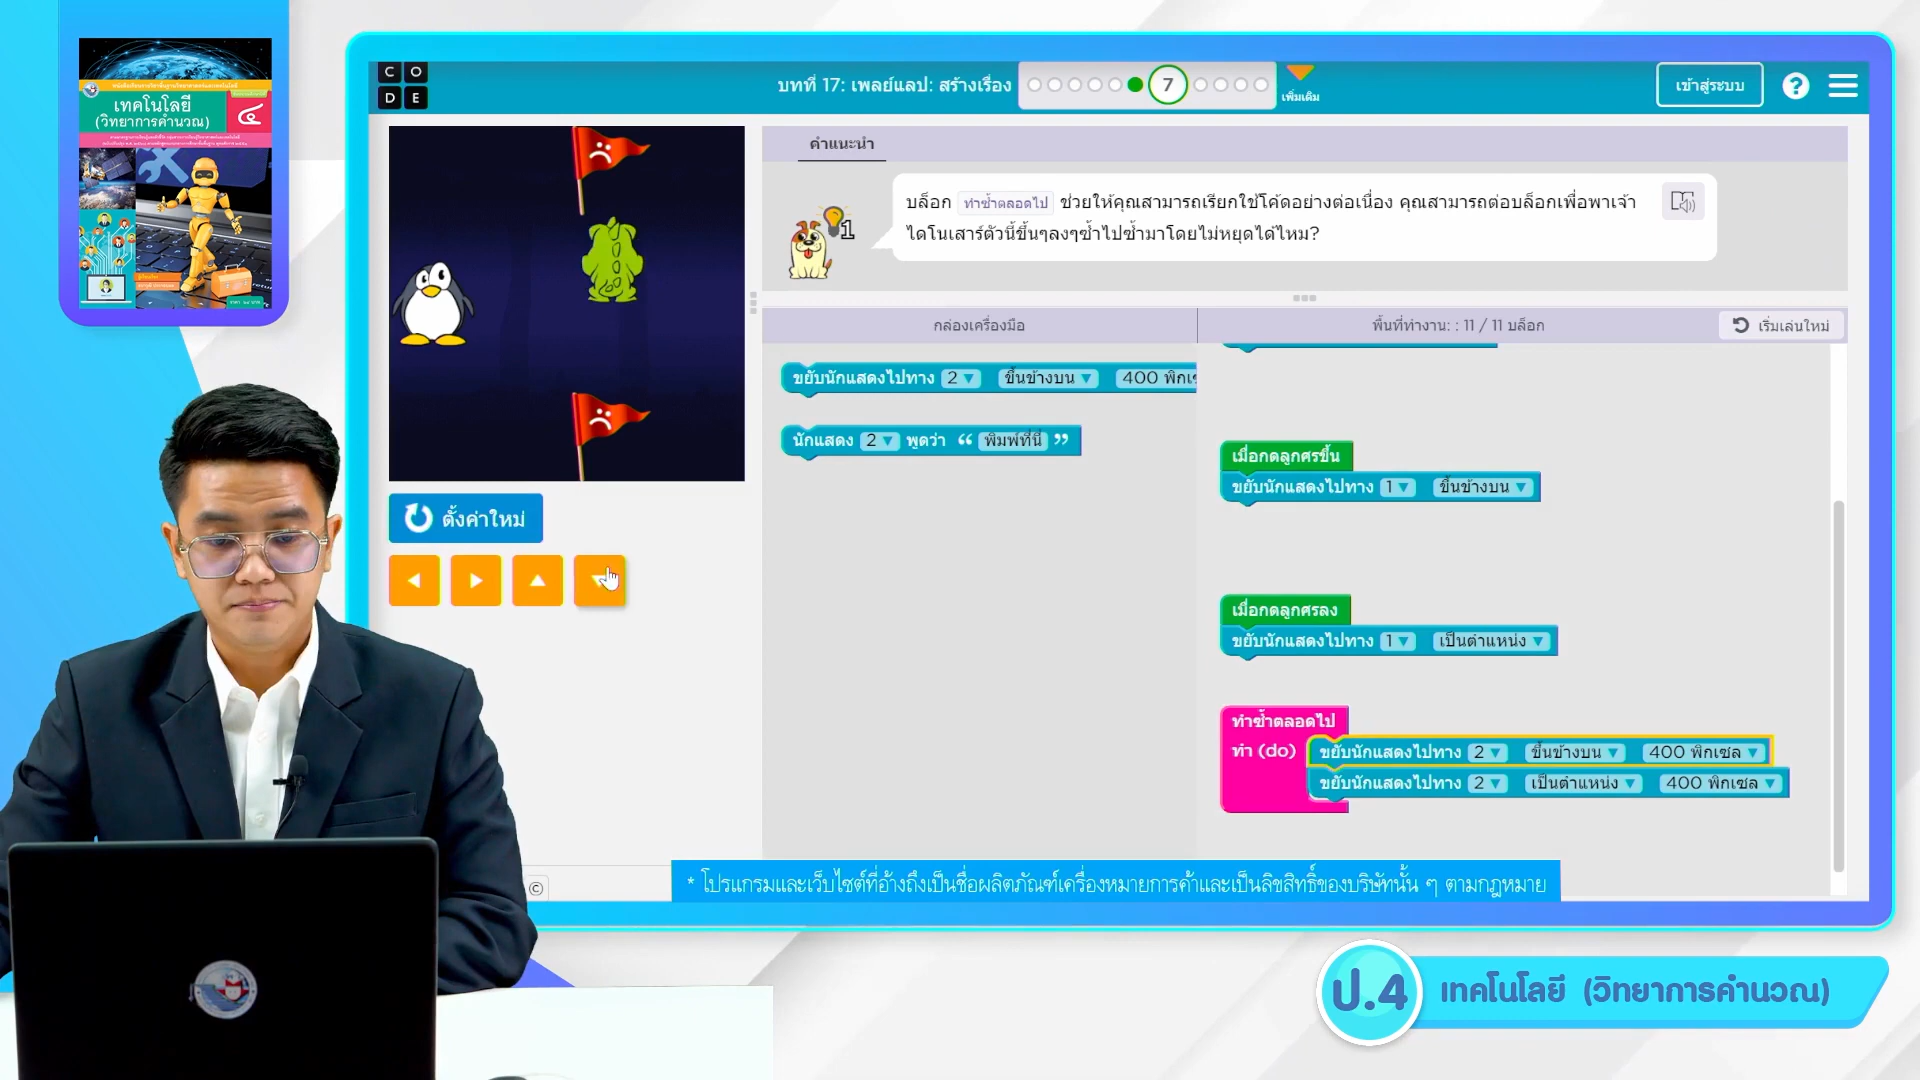 เทคโนโลยี
(วิทยาการคำนวณ)
๔
C O
D E
บทที่ 17: เพลย์แลป: สร้างเรื่อง
7
เพิ่มเติม
เข้าสู่ระบบ
?
คำแนะนำ
1
บล็อก ทำซ้ำตลอดไป ช่วยให้คุณสามารถเรียกใช้โค้ดอย่างต่อเนื่อง คุณสามารถต่อบล็อกเพื่อพาเจ้า
ไดโนเสาร์ตัวนี้ขึ้นๆลงๆซ้ำไปซ้ำมาโดยไม่หยุดได้ไหม?
กล่องเครื่องมือ
พื้นที่ทำงาน: : 11 / 11 บล็อก
เริ่มเล่นใหม่
ขยับนักแสดงไปทาง 2 ขึ้นข้างบน 400 พิกเซ
นักแสดง 2 พูดว่า “ พิมพ์ที่นี่ ”
เมื่อกดลูกศรขึ้น
ขยับนักแสดงไปทาง 1 ขึ้นข้างบน
ตั้งค่าใหม่
เมื่อกดลูกศรลง
ขยับนักแสดงไปทาง 1 เป็นตำแหน่ง
ทำซ้ำตลอดไป
ทำ (do) ขยับนักแสดงไปทาง 2 ขึ้นข้างบน 400 พิกเซล
ขยับนักแสดงไปทาง 2 เป็นตำแหน่ง 400 พิกเซล
©
* โปรแกรมและเว็บไซต์ที่อ้างถึงเป็นชื่อผลิตภัณฑ์เครื่องหมายการค้าและเป็นลิขสิทธิ์ของบริษัทนั้น ๆ ตามกฎหมาย
ป.4 เทคโนโลยี (วิทยาการคำนวณ)